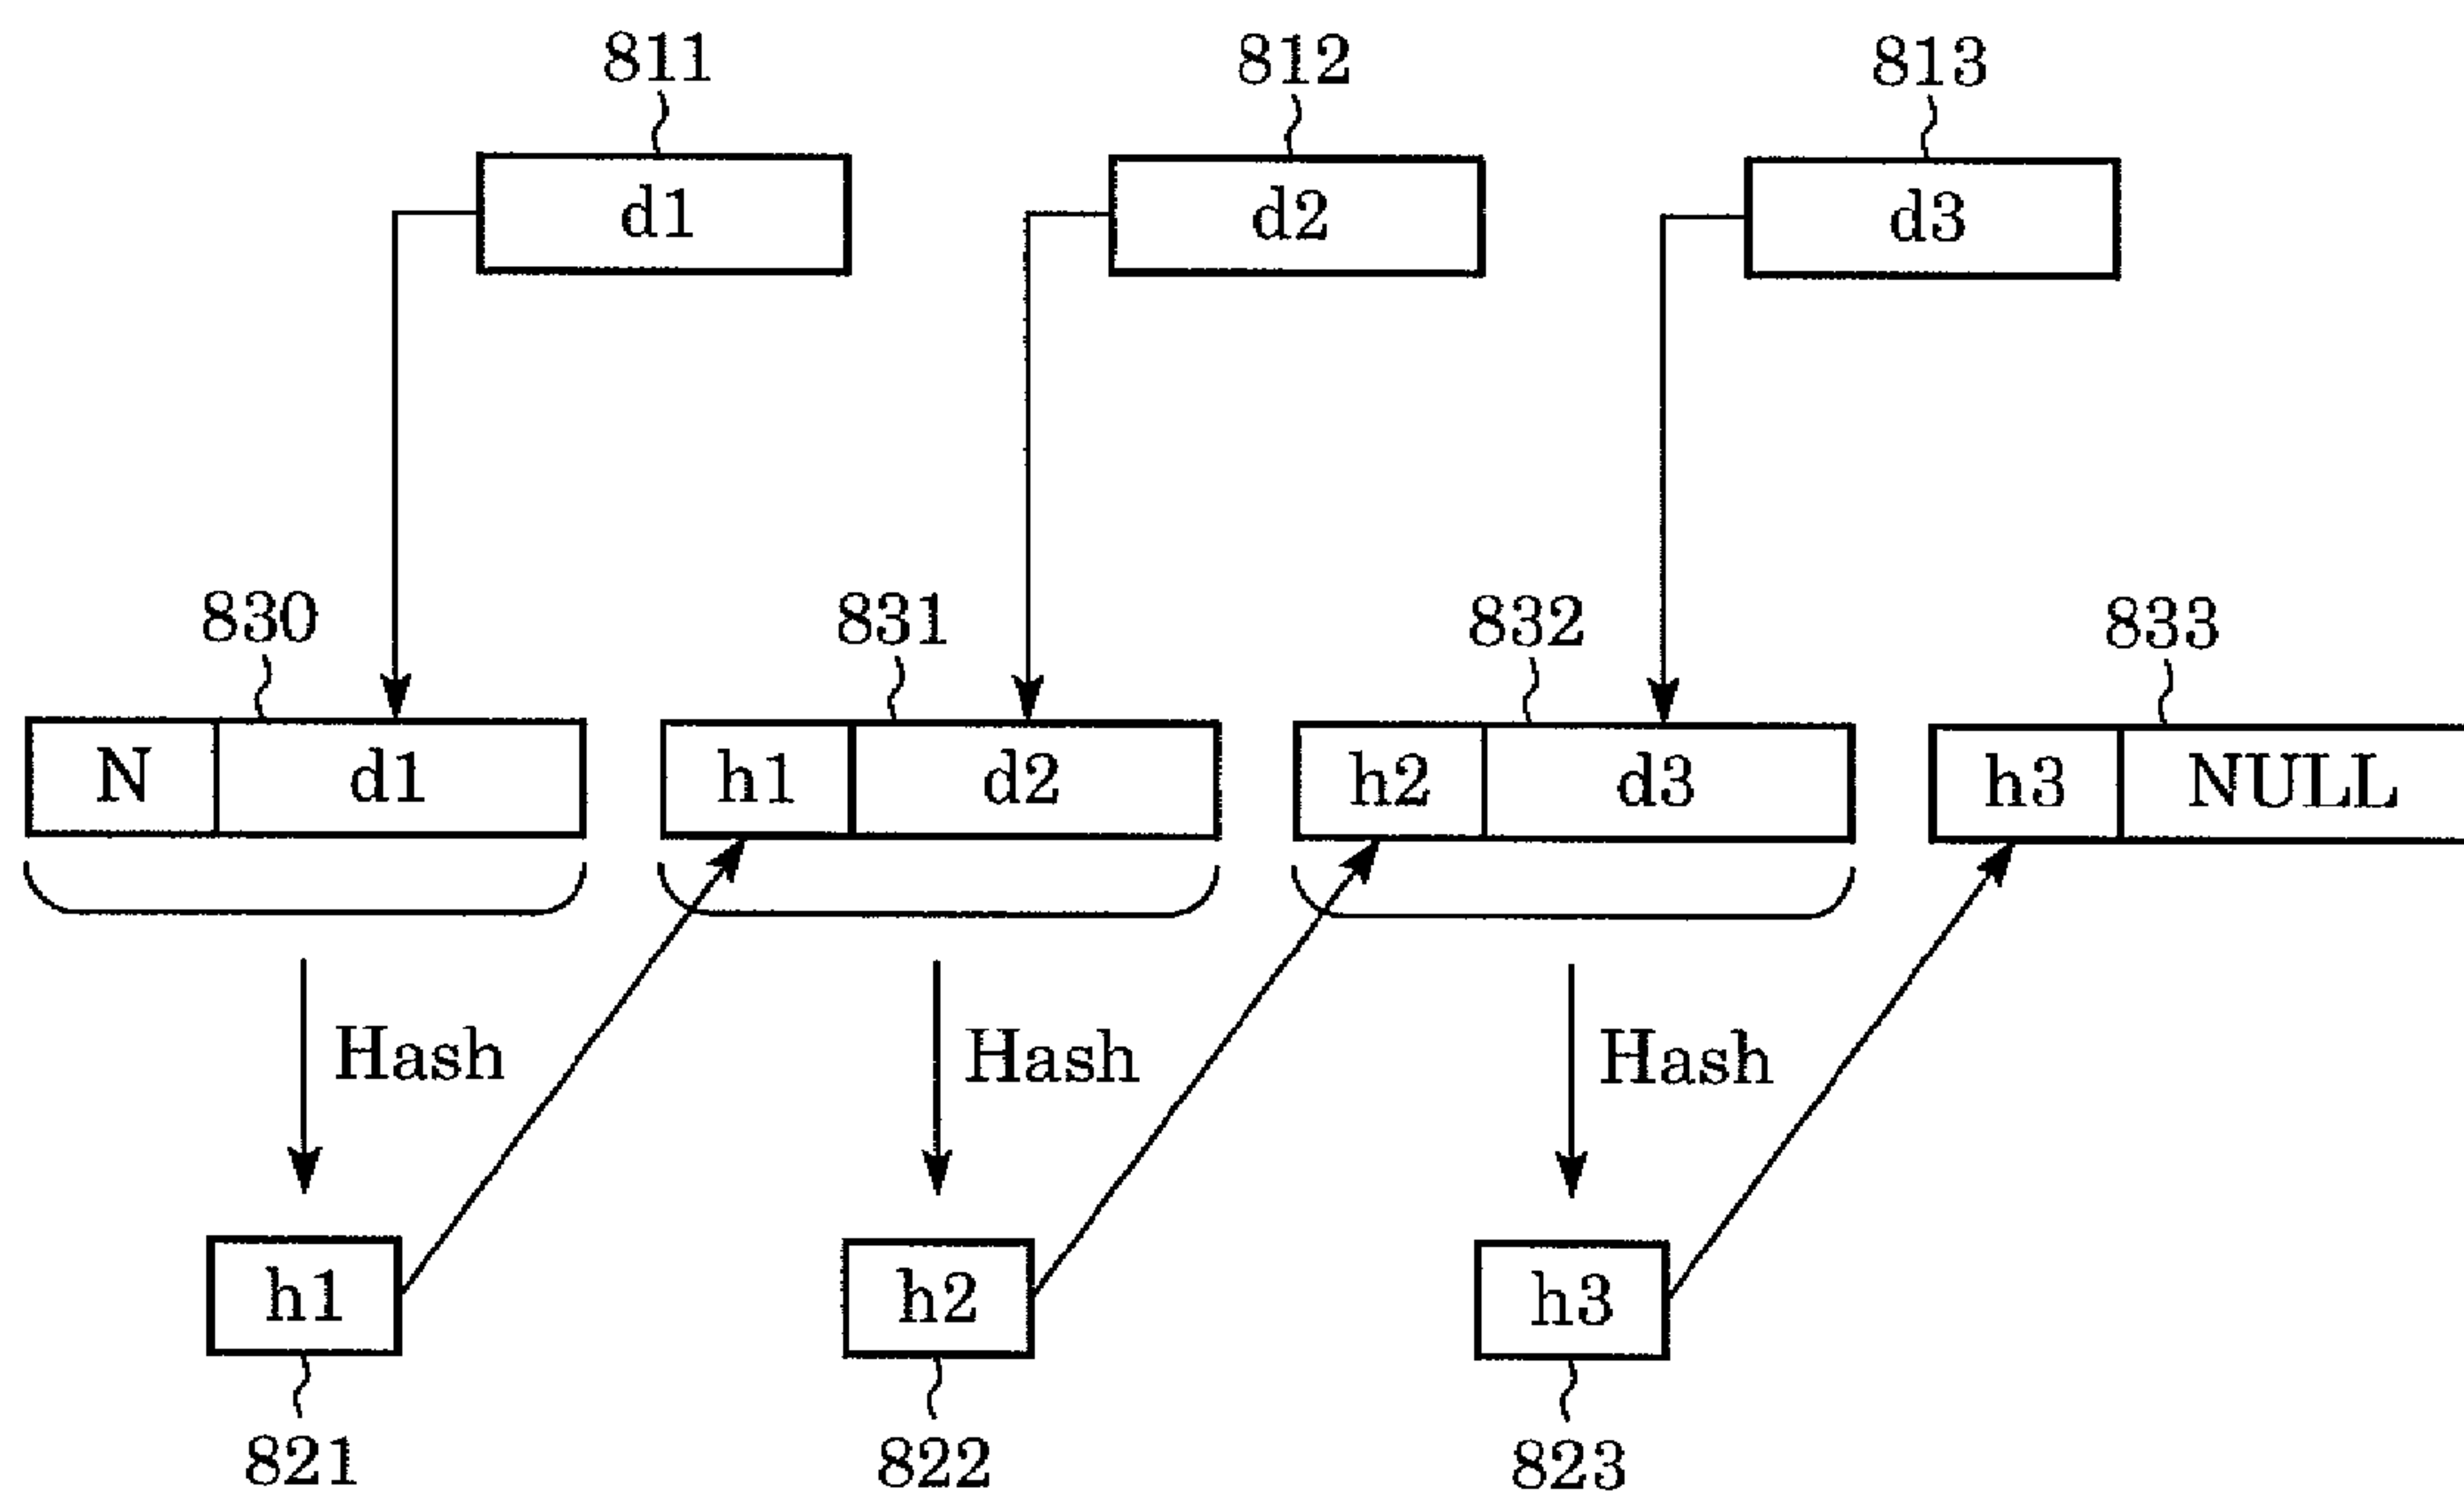 811 812 813
d1 d2 d3
830 831 832 833
N d1 h1 d2 h2 d3 h3 NULL
Hash Hash Hash
h1 h2 h3
821 822 823